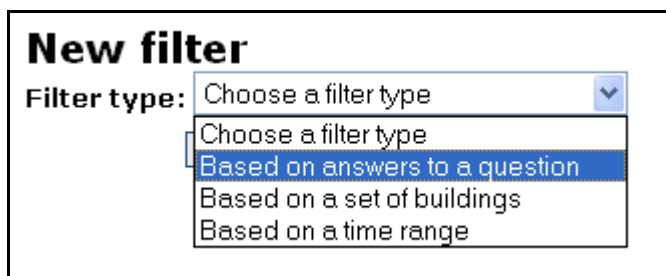 New filter
Filter type: Choose a filter type
Choose a filter type
Based on answers to a question
Based on a set of buildings
Based on a time range